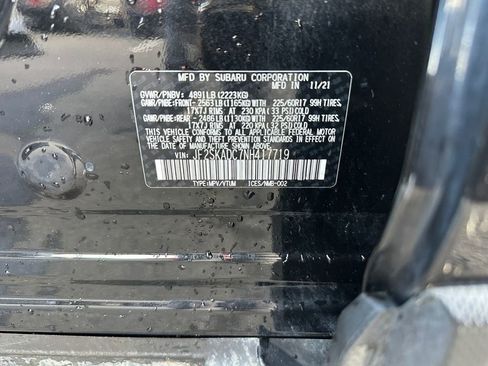 MFD BY SUBARU CORPORATION
MFD IN 11/21
GVWR/PNBV: 4891LB(2223KG)
GAWR/PNBE:FRONT- 2563LB(1165KG)WITH 225/60R17 99H TIRES,
17X7J RIMS, AT 230 KPA(33 PSI)COLD
GAWR/PNBE:REAR - 2486LB(1130KG)WITH 225/60R17 99H TIRES,
17X7J RIMS, AT 220 KPA(32 PSI)COLD
THIS VEHICLE CONFORMS TO ALL APPLICABLE FEDERAL MOTOR
VEHICLE SAFETY, BUMPER, AND THEFT PREVENTION STANDARDS
IN EFFECT ON THE DATE OF MANUFACTURE SHOWN ABOVE.
VIN: JF2SKADC7NH417719
TYPE:MPV/VTUM ICES/NMB-002